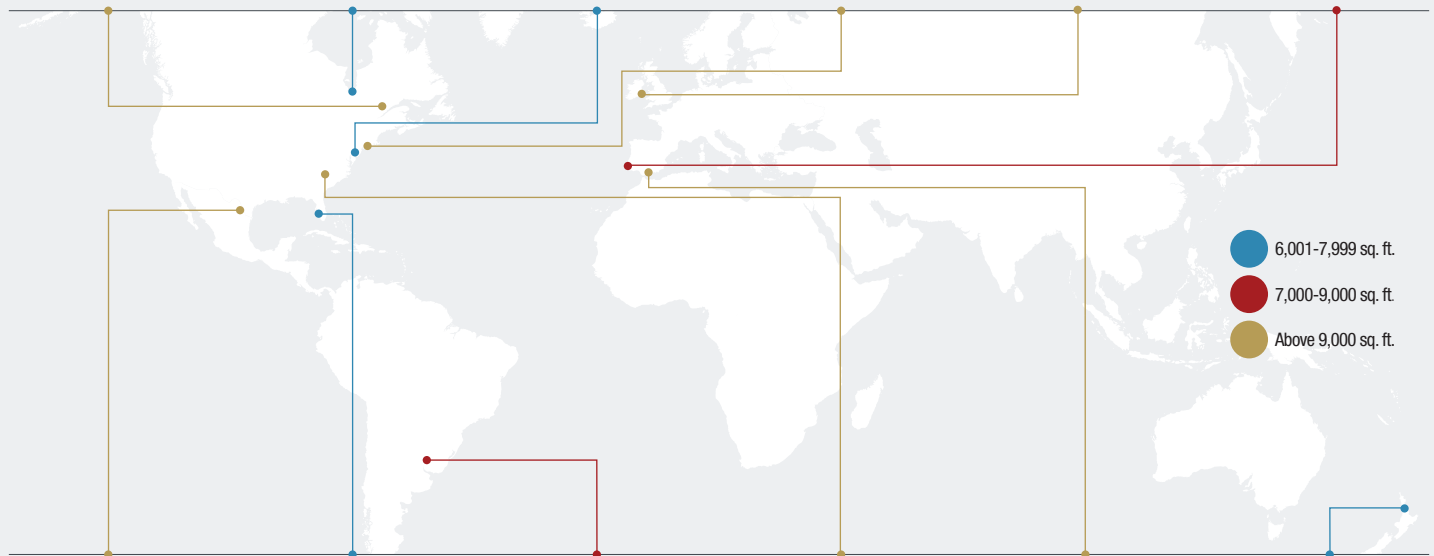 6,001-7,999 sq. ft.
7,000-9,000 sq. ft.
Above 9,000 sq. ft.